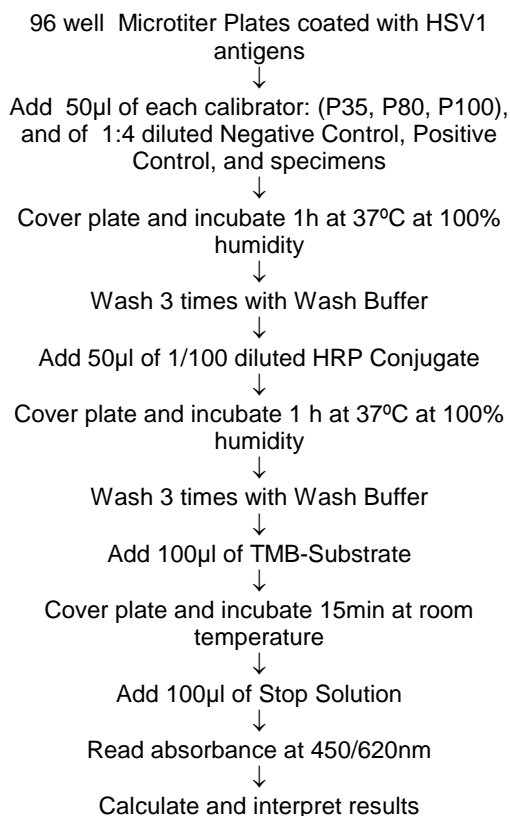 96 well  Microtiter Plates coated with HSV1
antigens
↓
Add  50µl of each calibrator: (P35, P80, P100),
and of  1:4 diluted Negative Control, Positive
Control, and specimens
↓
Cover plate and incubate 1h at 37ºC at 100%
humidity
↓
Wash 3 times with Wash Buffer
↓
Add 50µl of 1/100 diluted HRP Conjugate
↓
Cover plate and incubate 1 h at 37ºC at 100%
humidity
↓
Wash 3 times with Wash Buffer
↓
Add 100µl of TMB-Substrate
↓
Cover plate and incubate 15min at room
temperature
↓
Add 100µl of Stop Solution
↓
Read absorbance at 450/620nm
↓
Calculate and interpret results